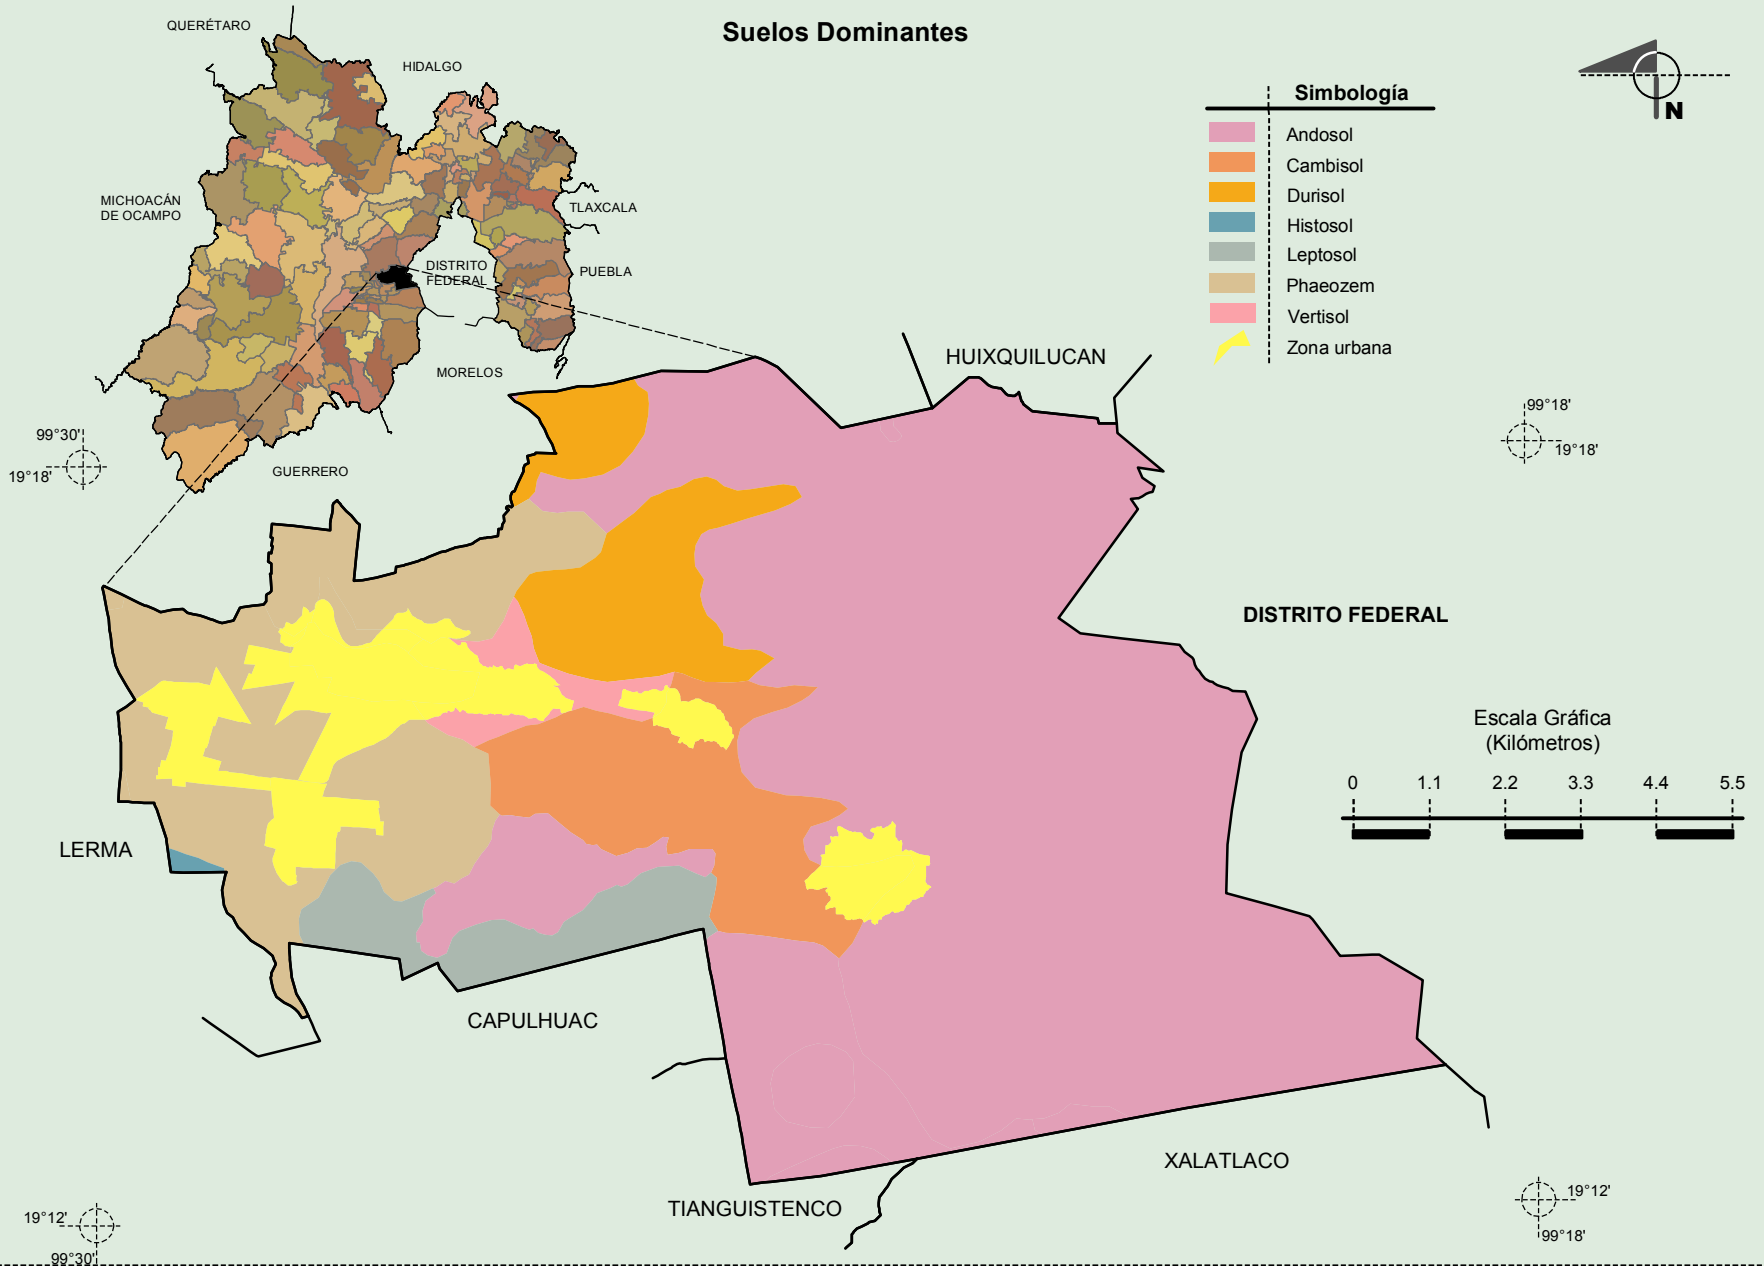 Suelos Dominantes
QUERÉTARO
HIDALGO
MICHOACÁN
DE OCAMPO
TLAXCALA
DISTRITO
FEDERAL
PUEBLA
MORELOS
GUERRERO
N
Simbología
Andosol
Cambisol
Durisol
Histosol
Leptosol
Phaeozem
Vertisol
Zona urbana
99°30'
19°18'
99°18'
19°18'
HUIXQUILUCAN
DISTRITO FEDERAL
Escala Gráfica
(Kilómetros)
0 1.1 2.2 3.3 4.4 5.5
LERMA
CAPULHUAC
TIANGUISTENCO
XALATLACO
19°12'
99°30'
19°12'
99°18'